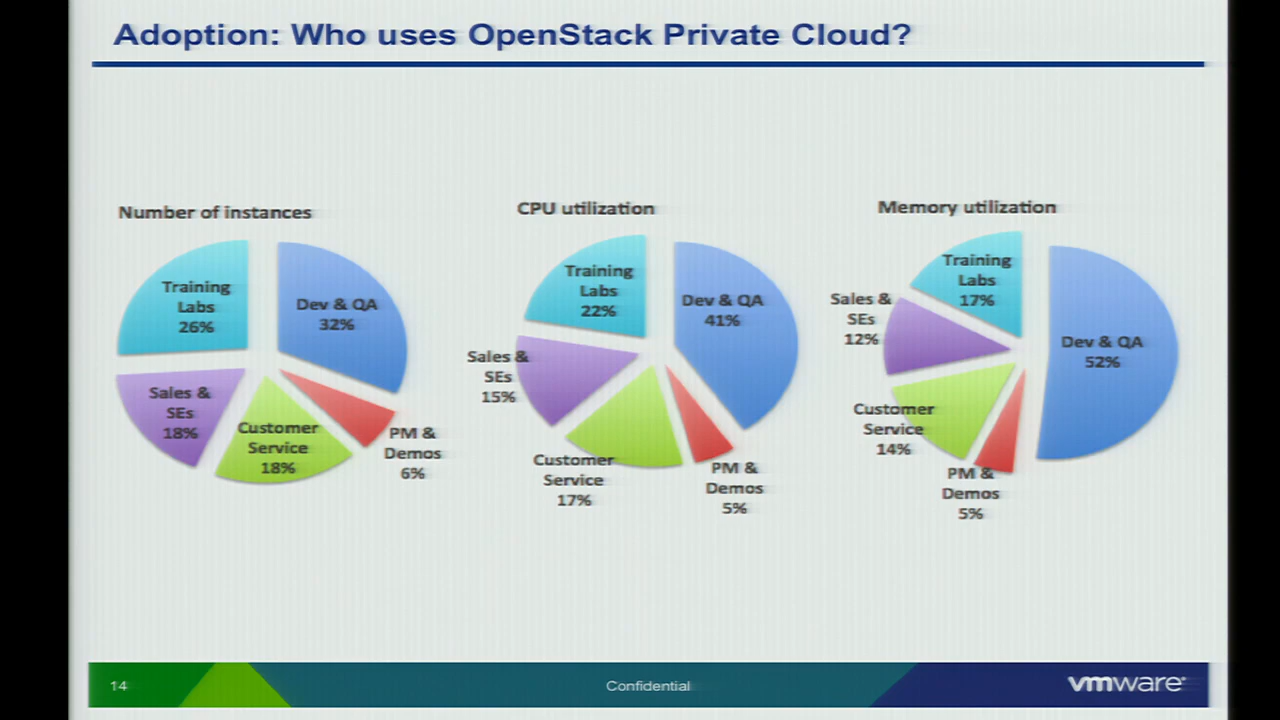 Adoption: Who uses OpenStack Private Cloud?
Number of instances
Training
Labs
26%
Dev & QA
32%
Sales &
SEs
18%
Customer
Service
18%
PM &
Demos
6%
CPU utilization
Training
Labs
22%
Dev & QA
41%
Sales &
SEs
15%
Customer
Service
17%
PM &
Demos
5%
Memory utilization
Training
Labs
17%
Sales &
SEs
12%
Dev & QA
52%
Customer
Service
14%
PM &
Demos
5%
14
Confidential
vmware®